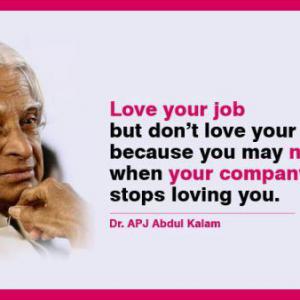 Love your job
but don't love your
because you may
when your company
stops loving you.
Dr. APJ Abdul Kalam